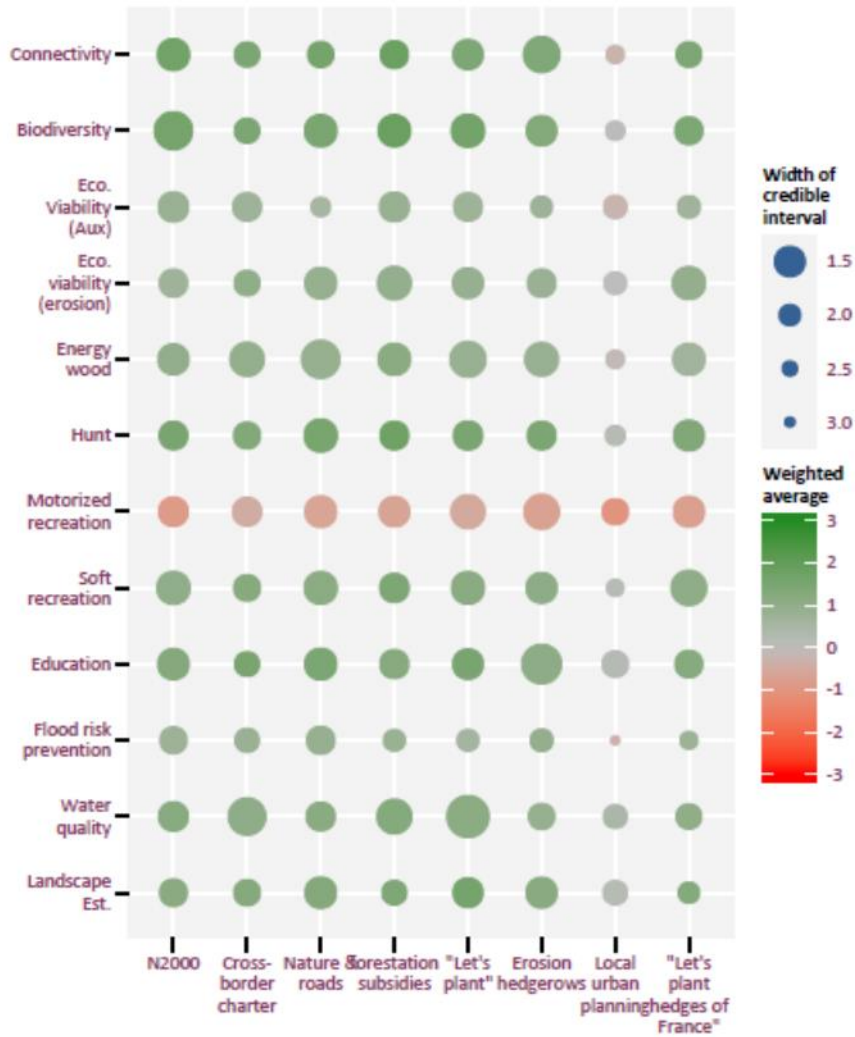 Connectivity
Biodiversity
Eco.
Viability
(Aux)
Eco.
viability
(erosion)
Energy
wood
Hunt
Motorized
recreation
Soft
recreation
Education
Flood risk
prevention
Water
quality
Landscape
Est.
N2000
Cross-
border
charter
Nature &
roads
forestation
subsidies
"Let's
plant"
Erosion
hedgerows
Local
urban
planning
"Let's
plant
hedges of
France"
Width of
credible
interval
1.5
2.0
2.5
3.0
Weighted
average
3
2
1
0
-1
-2
-3